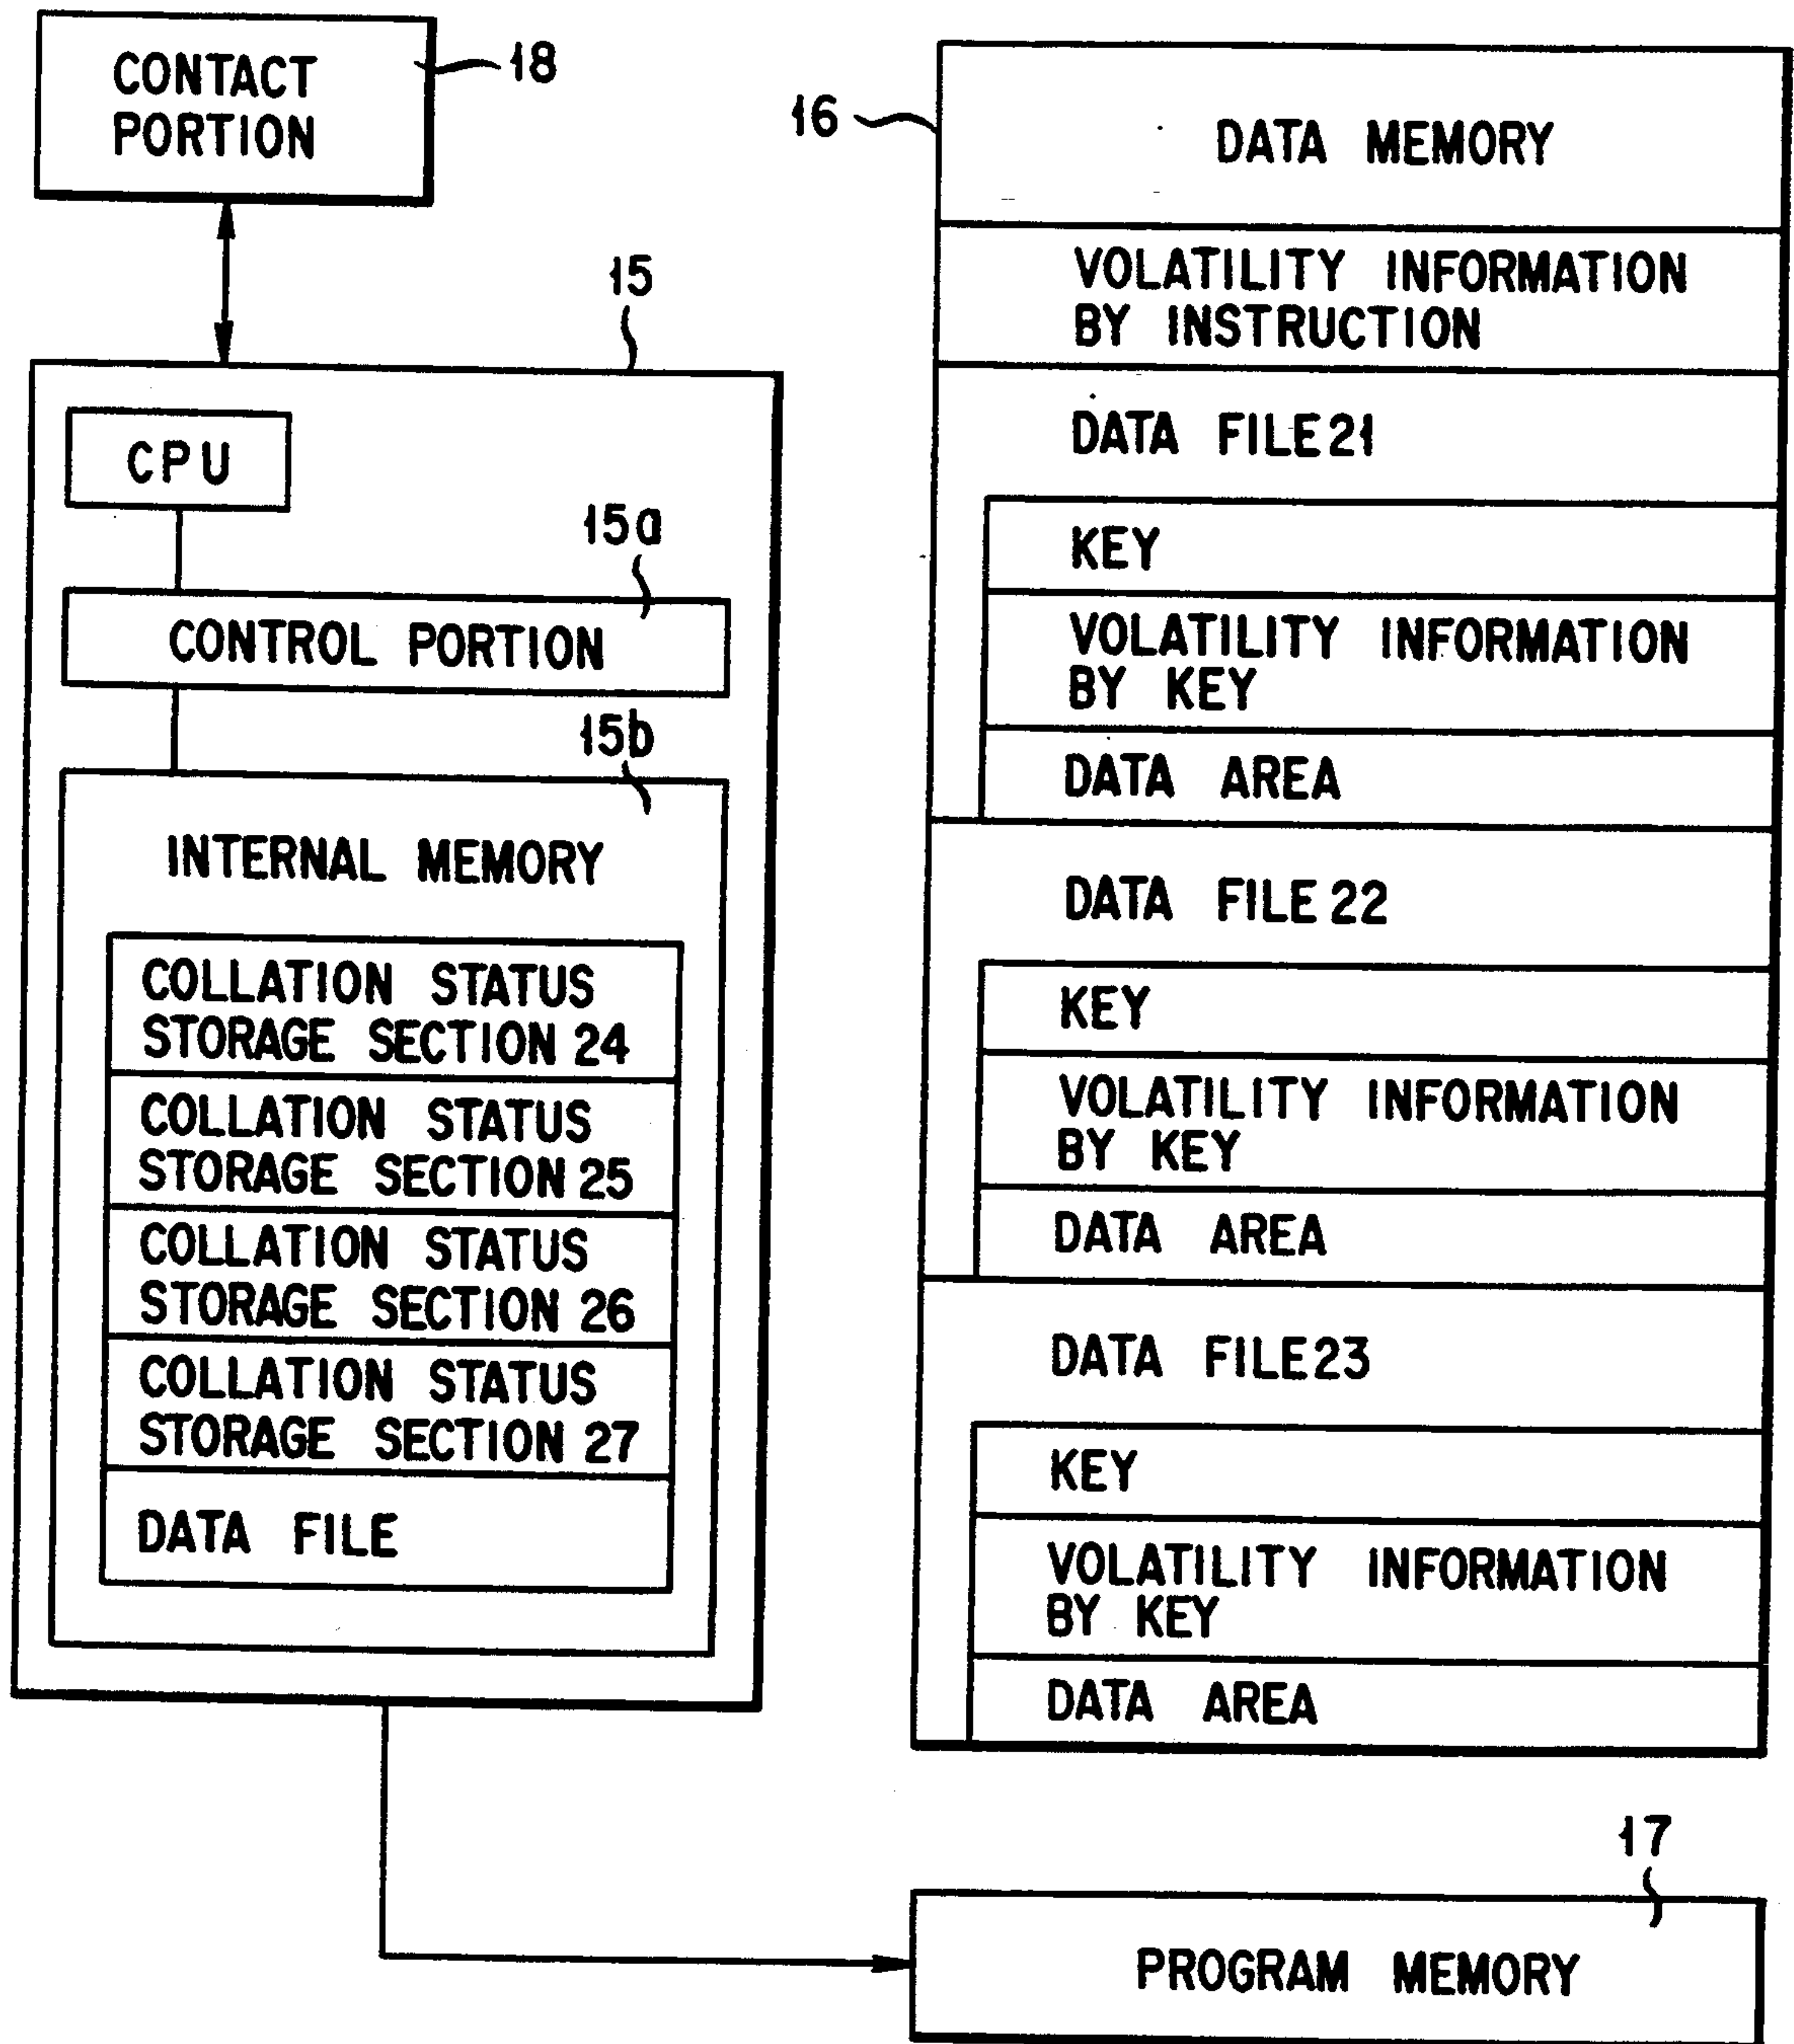 CONTACT
PORTION
18
15
CPU
15a
CONTROL PORTION
15b
INTERNAL MEMORY
COLLATION STATUS
STORAGE SECTION 24
COLLATION STATUS
STORAGE SECTION 25
COLLATION STATUS
STORAGE SECTION 26
COLLATION STATUS
STORAGE SECTION 27
DATA FILE
16
DATA MEMORY
VOLATILITY INFORMATION
BY INSTRUCTION
DATA FILE 21
KEY
VOLATILITY INFORMATION
BY KEY
DATA AREA
DATA FILE 22
KEY
VOLATILITY INFORMATION
BY KEY
DATA AREA
DATA FILE 23
KEY
VOLATILITY INFORMATION
BY KEY
DATA AREA
17
PROGRAM MEMORY